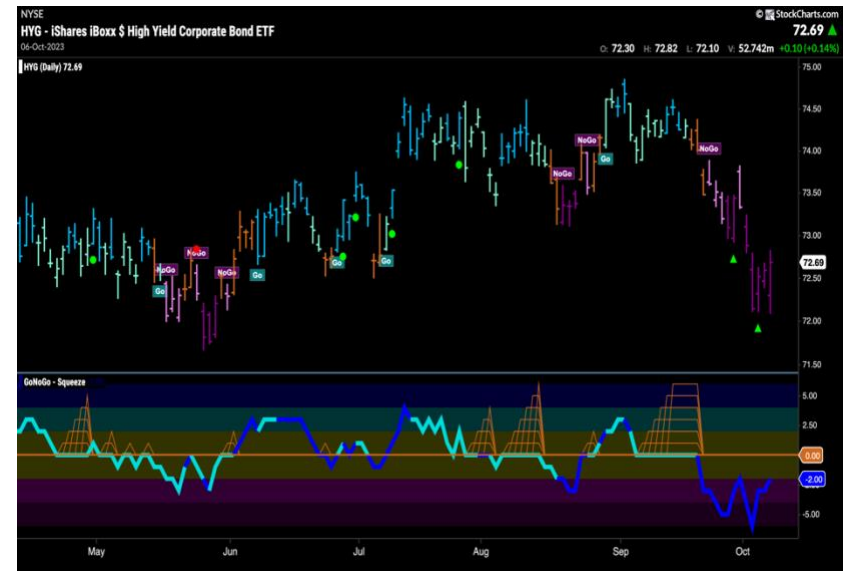 NYSE
© StockCharts.com
HYG - iShares iBoxx $ High Yield Corporate Bond ETF
72.69
06-Oct-2023
O: 72.30 H: 72.82 L: 72.10 V: 52.742m +0.10 (+0.14%)
HYG (Daily) 72.69
75.00
74.50
NoGo
74.00
NoGo
Go
NoGo
73.50
73.00
NoGo
Go
Go
72.69
NoGo
NoGo
Go
72.50
Go
72.00
71.50
GoNoGo - Squeeze
5.00
2.50
0.00
-2.00
-5.00
May
Jun
Jul
Aug
Sep
Oct